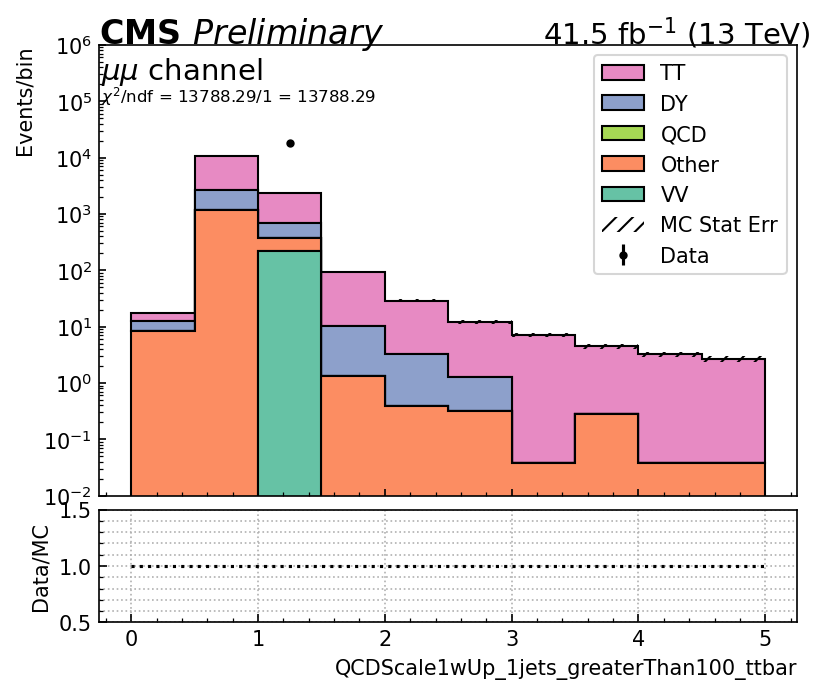 CMS Preliminary 41.5 fb⁻¹ (13 TeV)
μμ channel
χ²/ndf = 13788.29/1 = 13788.29
Events/bin
10⁶
10⁵
10⁴
10³
10²
10¹
10⁰
10⁻¹
10⁻²
TT
DY
QCD
Other
VV
MC Stat Err
Data
Data/MC
1.5
1.0
0.5
0 1 2 3 4 5
QCDScale1wUp_1jets_greaterThan100_ttbar